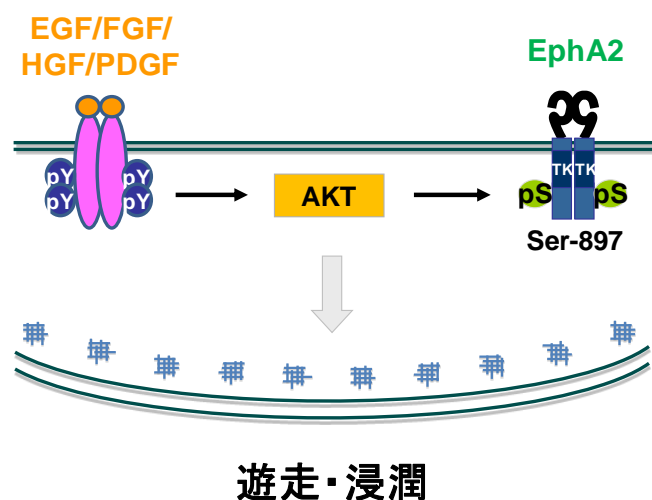 EGF/FGF/
HGF/PDGF
EphA2
pY pY
pY pY
AKT
TK TK
pS pS
Ser-897
遊走・浸潤